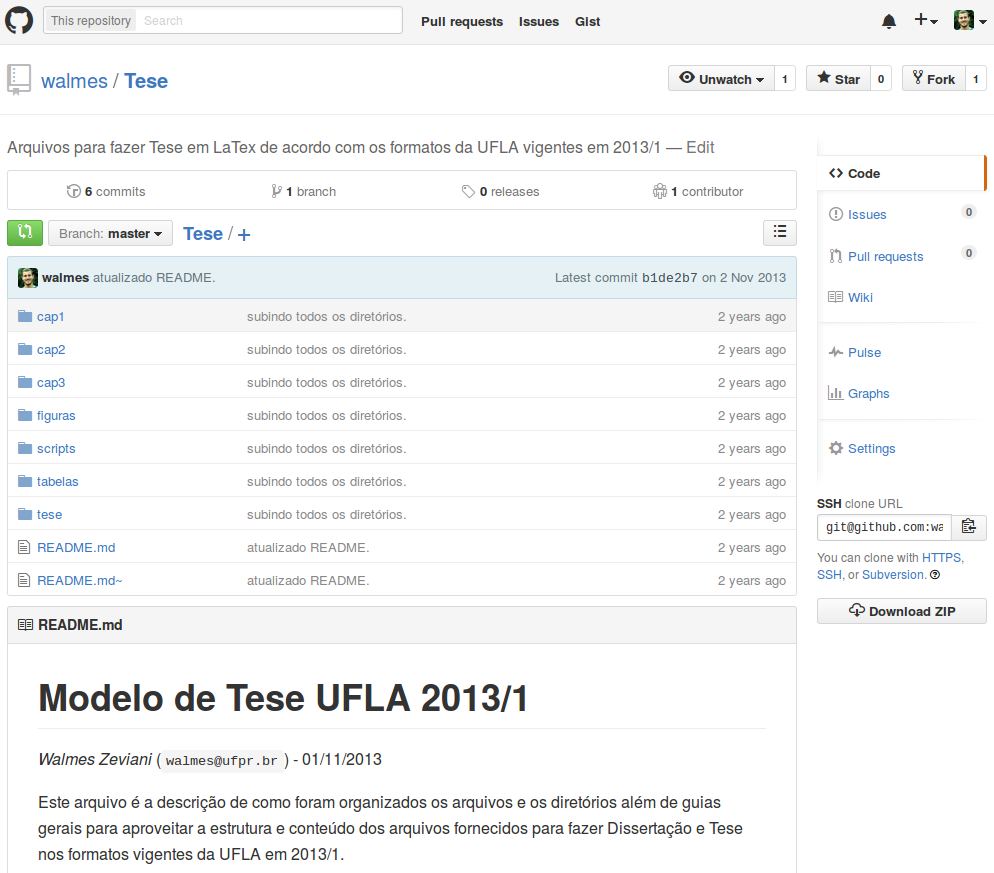 This repository Search Pull requests Issues Gist
walmes / Tese Unwatch 1 Star 0 Fork 1
Arquivos para fazer Tese em LaTex de acordo com os formatos da UFLA vigentes em 2013/1 — Edit
6 commits 1 branch 0 releases 1 contributor
Branch: master Tese / +
walmes atualizado README. Latest commit b1de2b7 on 2 Nov 2013
cap1 subindo todos os diretórios. 2 years ago
cap2 subindo todos os diretórios. 2 years ago
cap3 subindo todos os diretórios. 2 years ago
figuras subindo todos os diretórios. 2 years ago
scripts subindo todos os diretórios. 2 years ago
tabelas subindo todos os diretórios. 2 years ago
tese subindo todos os diretórios. 2 years ago
README.md atualizado README. 2 years ago
README.md~ atualizado README. 2 years ago
README.md
Modelo de Tese UFLA 2013/1
Walmes Zeviani ( walmes@ufpr.br ) - 01/11/2013
Este arquivo é a descrição de como foram organizados os arquivos e os diretórios além de guias
gerais para aproveitar a estrutura e conteúdo dos arquivos fornecidos para fazer Dissertação e Tese
nos formatos vigentes da UFLA em 2013/1.
Code
Issues 0
Pull requests 0
Wiki
Pulse
Graphs
Settings
SSH clone URL
git@github.com:wa
You can clone with HTTPS,
SSH, or Subversion.
Download ZIP